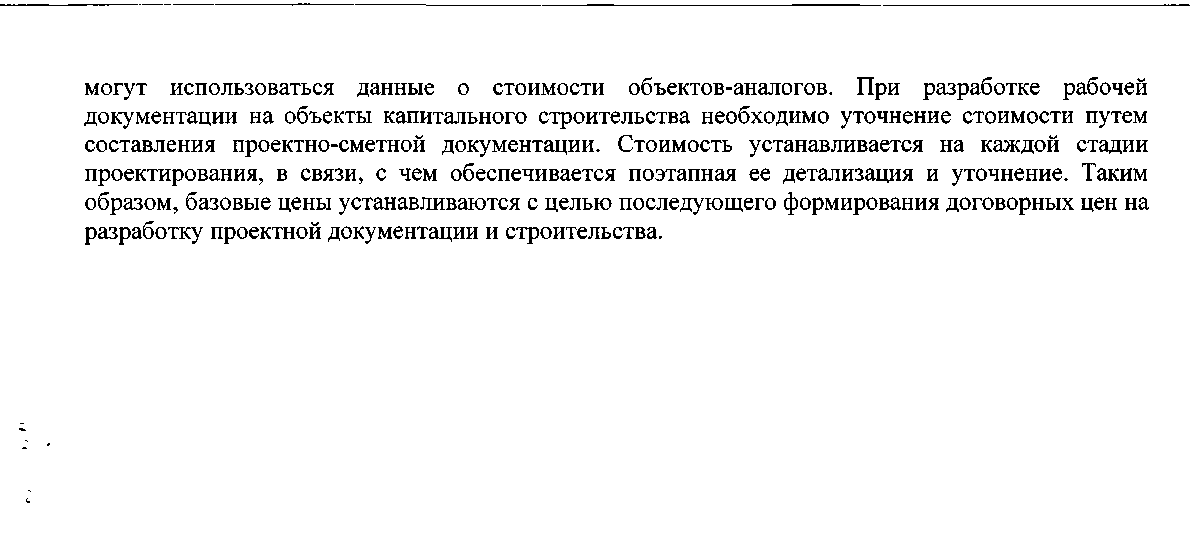 могут использоваться данные о стоимости объектов-аналогов. При разработке рабочей
документации на объекты капитального строительства необходимо уточнение стоимости путем
составления проектно-сметной документации. Стоимость устанавливается на каждой стадии
проектирования, в связи, с чем обеспечивается поэтапная ее детализация и уточнение. Таким
образом, базовые цены устанавливаются с целью последующего формирования договорных цен на
разработку проектной документации и строительства.